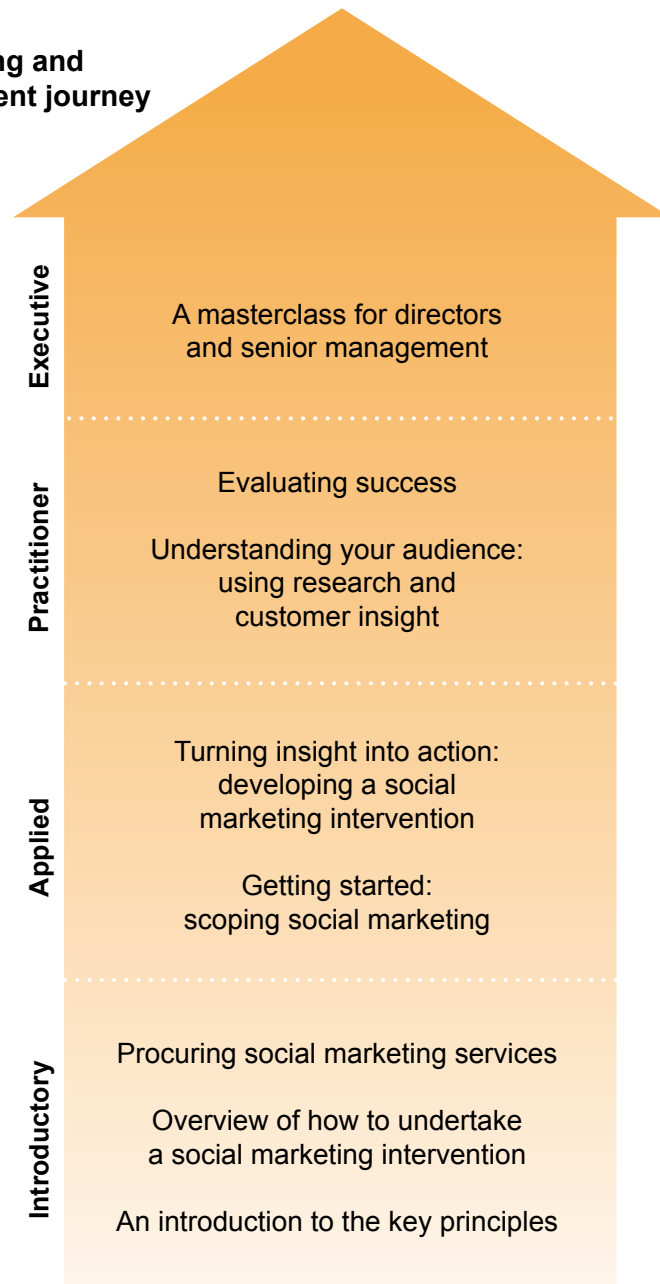 ng and
ent journey
Executive
A masterclass for directors
and senior management
Practitioner
Evaluating success
Understanding your audience:
using research and
customer insight
Applied
Turning insight into action:
developing a social
marketing intervention
Getting started:
scoping social marketing
Introductory
Procuring social marketing services
Overview of how to undertake
a social marketing intervention
An introduction to the key principles